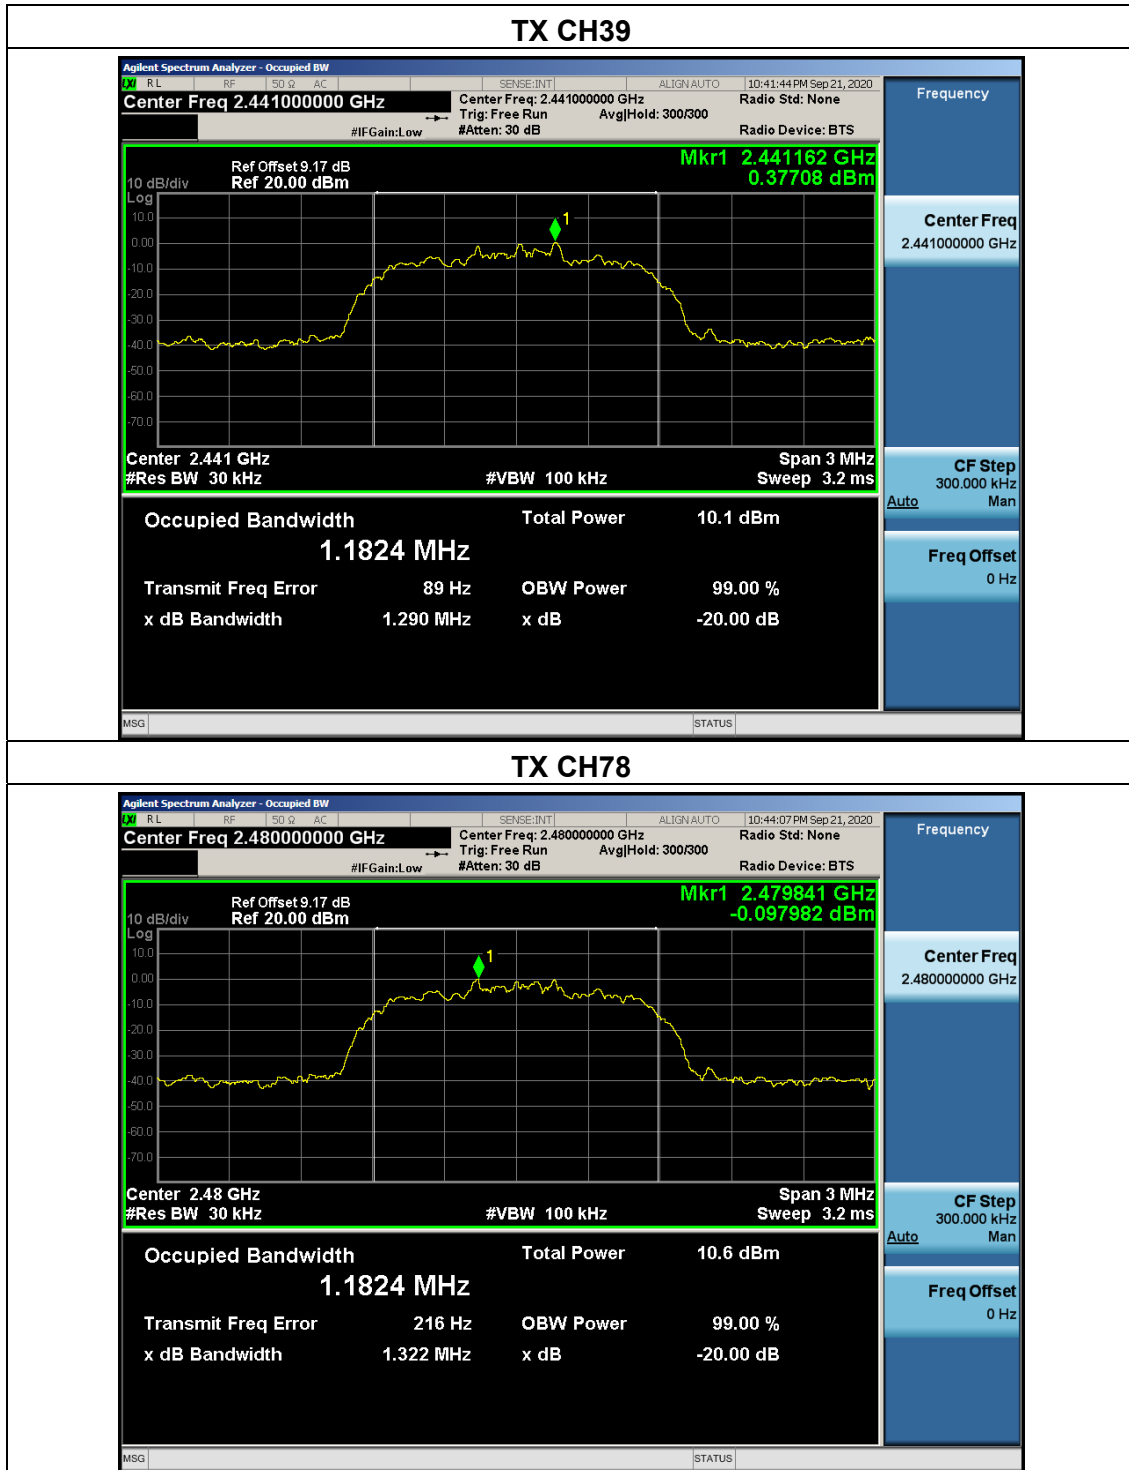 TX CH39
Agilent Spectrum Analyzer - Occupied BW
LXI RL RF 50 Ω AC SENSE:INT ALIGN AUTO 10:41:44 PM Sep 21, 2020
Center Freq 2.441000000 GHz
Center Freq: 2.441000000 GHz Radio Std: None
Trig: Free Run Avg|Hold: 300/300
#IFGain:Low #Atten: 30 dB Radio Device: BTS
Frequency
Mkr1 2.441162 GHz
0.37708 dBm
Ref Offset 9.17 dB
10 dB/div Ref 20.00 dBm
Log
10.0
0.00
-10.0
-20.0
-30.0
-40.0
-50.0
-60.0
-70.0
1
Center 2.441 GHz Span 3 MHz
#Res BW 30 kHz #VBW 100 kHz Sweep 3.2 ms
Occupied Bandwidth Total Power 10.1 dBm
1.1824 MHz
Transmit Freq Error 89 Hz OBW Power 99.00 %
x dB Bandwidth 1.290 MHz x dB -20.00 dB
Center Freq
2.441000000 GHz
CF Step
300.000 kHz
Auto Man
Freq Offset
0 Hz
MSG STATUS
TX CH78
Agilent Spectrum Analyzer - Occupied BW
LXI RL RF 50 Ω AC SENSE:INT ALIGN AUTO 10:44:07 PM Sep 21, 2020
Center Freq 2.480000000 GHz
Center Freq: 2.480000000 GHz Radio Std: None
Trig: Free Run Avg|Hold: 300/300
#IFGain:Low #Atten: 30 dB Radio Device: BTS
Frequency
Mkr1 2.479841 GHz
-0.097982 dBm
Ref Offset 9.17 dB
10 dB/div Ref 20.00 dBm
Log
10.0
0.00
-10.0
-20.0
-30.0
-40.0
-50.0
-60.0
-70.0
1
Center 2.48 GHz Span 3 MHz
#Res BW 30 kHz #VBW 100 kHz Sweep 3.2 ms
Occupied Bandwidth Total Power 10.6 dBm
1.1824 MHz
Transmit Freq Error 216 Hz OBW Power 99.00 %
x dB Bandwidth 1.322 MHz x dB -20.00 dB
Center Freq
2.480000000 GHz
CF Step
300.000 kHz
Auto Man
Freq Offset
0 Hz
MSG STATUS